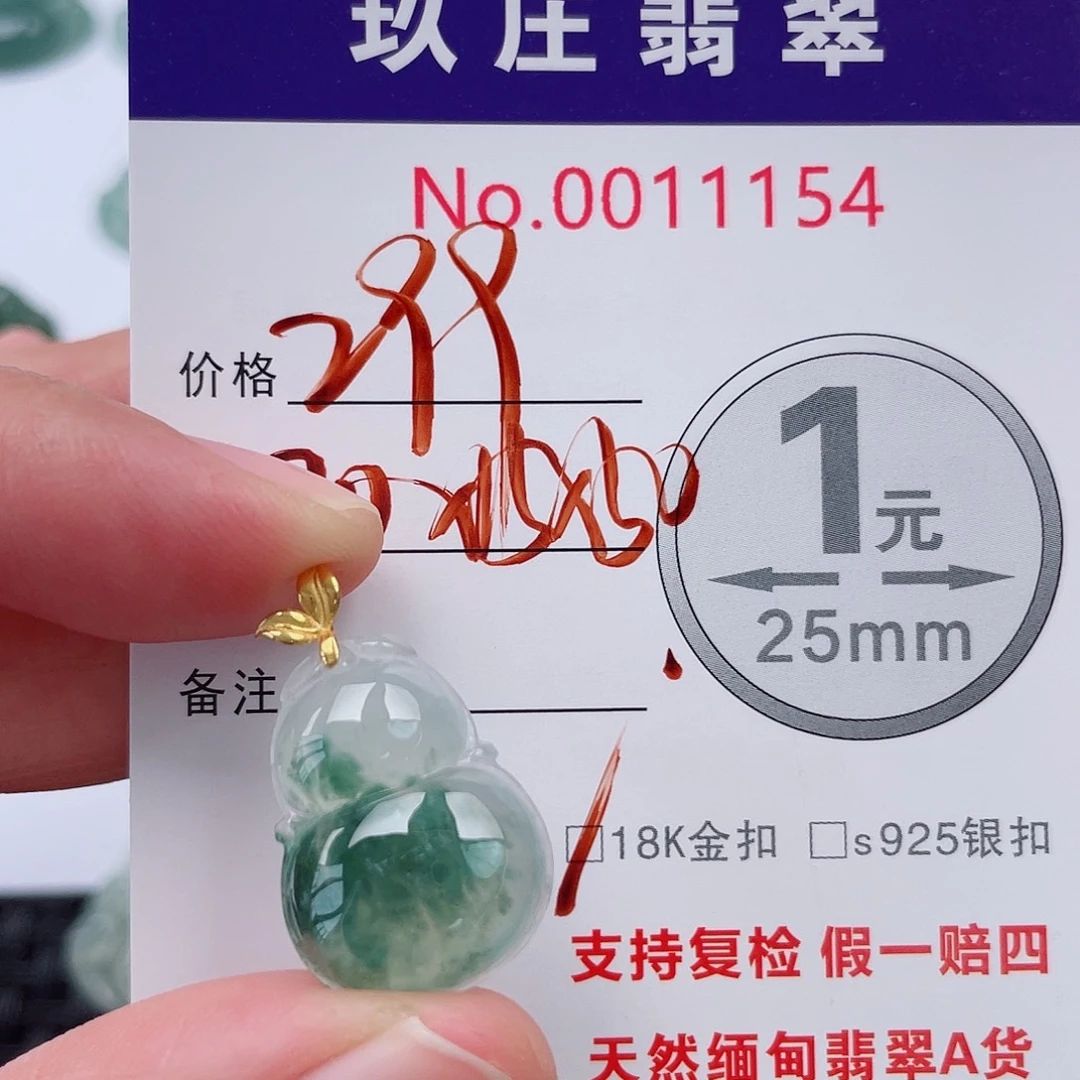 玖庄翡翠
No.0011154
价格 299
1元
25mm
备注
18K金扣 s925银扣
支持复检 假一赔四
天然缅甸翡翠A货